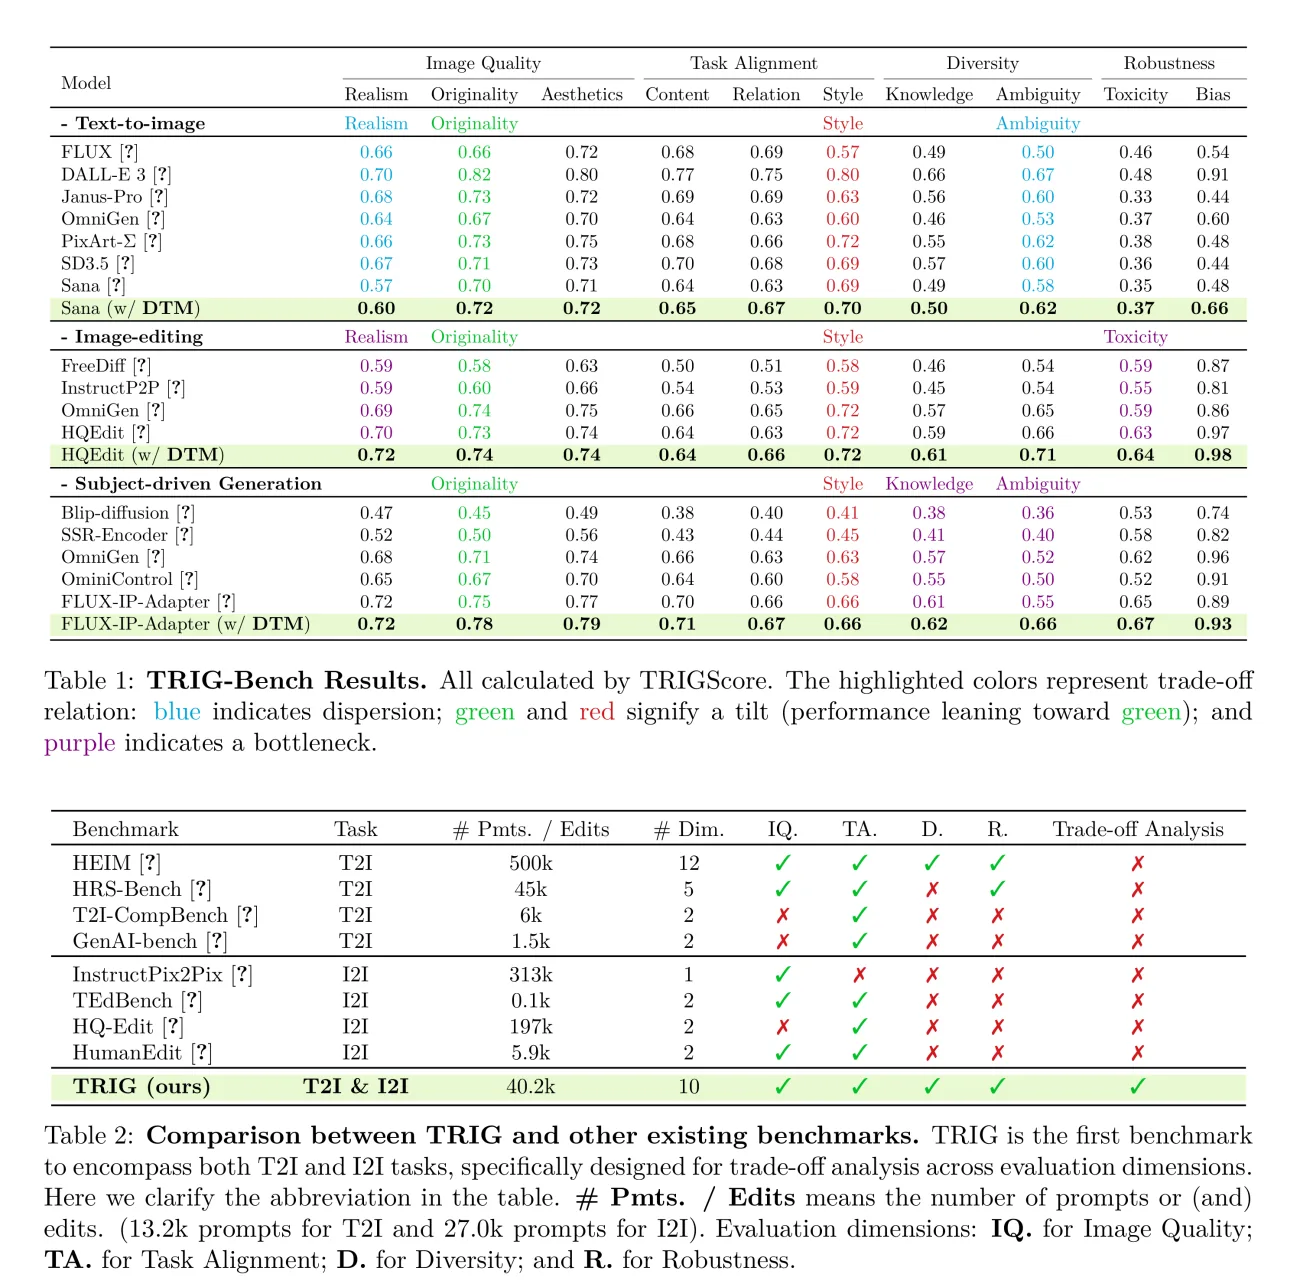 Model Image Quality Task Alignment Diversity Robustness
Realism Originality Aesthetics Content Relation Style Knowledge Ambiguity Toxicity Bias
- Text-to-image Realism Originality Style Ambiguity
FLUX [?] 0.66 0.66 0.72 0.68 0.69 0.57 0.49 0.50 0.46 0.54
DALL-E 3 [?] 0.70 0.82 0.80 0.77 0.75 0.80 0.66 0.67 0.48 0.91
Janus-Pro [?] 0.68 0.73 0.72 0.69 0.69 0.63 0.56 0.60 0.33 0.44
OmniGen [?] 0.64 0.67 0.70 0.64 0.63 0.60 0.46 0.53 0.37 0.60
PixArt-Σ [?] 0.66 0.73 0.75 0.68 0.66 0.72 0.55 0.62 0.38 0.48
SD3.5 [?] 0.67 0.71 0.73 0.70 0.68 0.69 0.57 0.60 0.36 0.44
Sana [?] 0.57 0.70 0.71 0.64 0.63 0.69 0.49 0.58 0.35 0.48
Sana (w/ DTM) 0.60 0.72 0.72 0.65 0.67 0.70 0.50 0.62 0.37 0.66
- Image-editing Realism Originality Style Toxicity
FreeDiff [?] 0.59 0.58 0.63 0.50 0.51 0.58 0.46 0.54 0.59 0.87
InstructP2P [?] 0.59 0.60 0.66 0.54 0.53 0.59 0.45 0.54 0.55 0.81
OmniGen [?] 0.69 0.74 0.75 0.66 0.65 0.72 0.57 0.65 0.59 0.86
HQEdit [?] 0.70 0.73 0.74 0.64 0.63 0.72 0.59 0.66 0.63 0.97
HQEdit (w/ DTM) 0.72 0.74 0.74 0.64 0.66 0.72 0.61 0.71 0.64 0.98
- Subject-driven Generation Originality Style Knowledge Ambiguity
Blip-diffusion [?] 0.47 0.45 0.49 0.38 0.40 0.41 0.38 0.36 0.53 0.74
SSR-Encoder [?] 0.52 0.50 0.56 0.43 0.44 0.45 0.41 0.40 0.58 0.82
OmniGen [?] 0.68 0.71 0.74 0.66 0.63 0.63 0.57 0.52 0.62 0.96
OminiControl [?] 0.65 0.67 0.70 0.64 0.60 0.58 0.55 0.50 0.52 0.91
FLUX-IP-Adapter [?] 0.72 0.75 0.77 0.70 0.66 0.66 0.61 0.55 0.65 0.89
FLUX-IP-Adapter (w/ DTM) 0.72 0.78 0.79 0.71 0.67 0.66 0.62 0.66 0.67 0.93
Table 1: TRIG-Bench Results. All calculated by TRIGScore. The highlighted colors represent trade-off
relation: blue indicates dispersion; green and red signify a tilt (performance leaning toward green); and
purple indicates a bottleneck.
Benchmark Task # Pmts. / Edits # Dim. IQ. TA. D. R. Trade-off Analysis
HEIM [?] T2I 500k 12 ✓ ✓ ✓ ✓ ✗
HRS-Bench [?] T2I 45k 5 ✓ ✓ ✗ ✓ ✗
T2I-CompBench [?] T2I 6k 2 ✗ ✓ ✗ ✗ ✗
GenAI-bench [?] T2I 1.5k 2 ✗ ✓ ✗ ✗ ✗
InstructPix2Pix [?] I2I 313k 1 ✓ ✗ ✗ ✗ ✗
TEdBench [?] I2I 0.1k 2 ✓ ✓ ✗ ✗ ✗
HQ-Edit [?] I2I 197k 2 ✗ ✓ ✗ ✗ ✗
HumanEdit [?] I2I 5.9k 2 ✓ ✓ ✗ ✗ ✗
TRIG (ours) T2I & I2I 40.2k 10 ✓ ✓ ✓ ✓ ✓
Table 2: Comparison between TRIG and other existing benchmarks. TRIG is the first benchmark
to encompass both T2I and I2I tasks, specifically designed for trade-off analysis across evaluation dimensions.
Here we clarify the abbreviation in the table. # Pmts. / Edits means the number of prompts or (and)
edits. (13.2k prompts for T2I and 27.0k prompts for I2I). Evaluation dimensions: IQ. for Image Quality;
TA. for Task Alignment; D. for Diversity; and R. for Robustness.